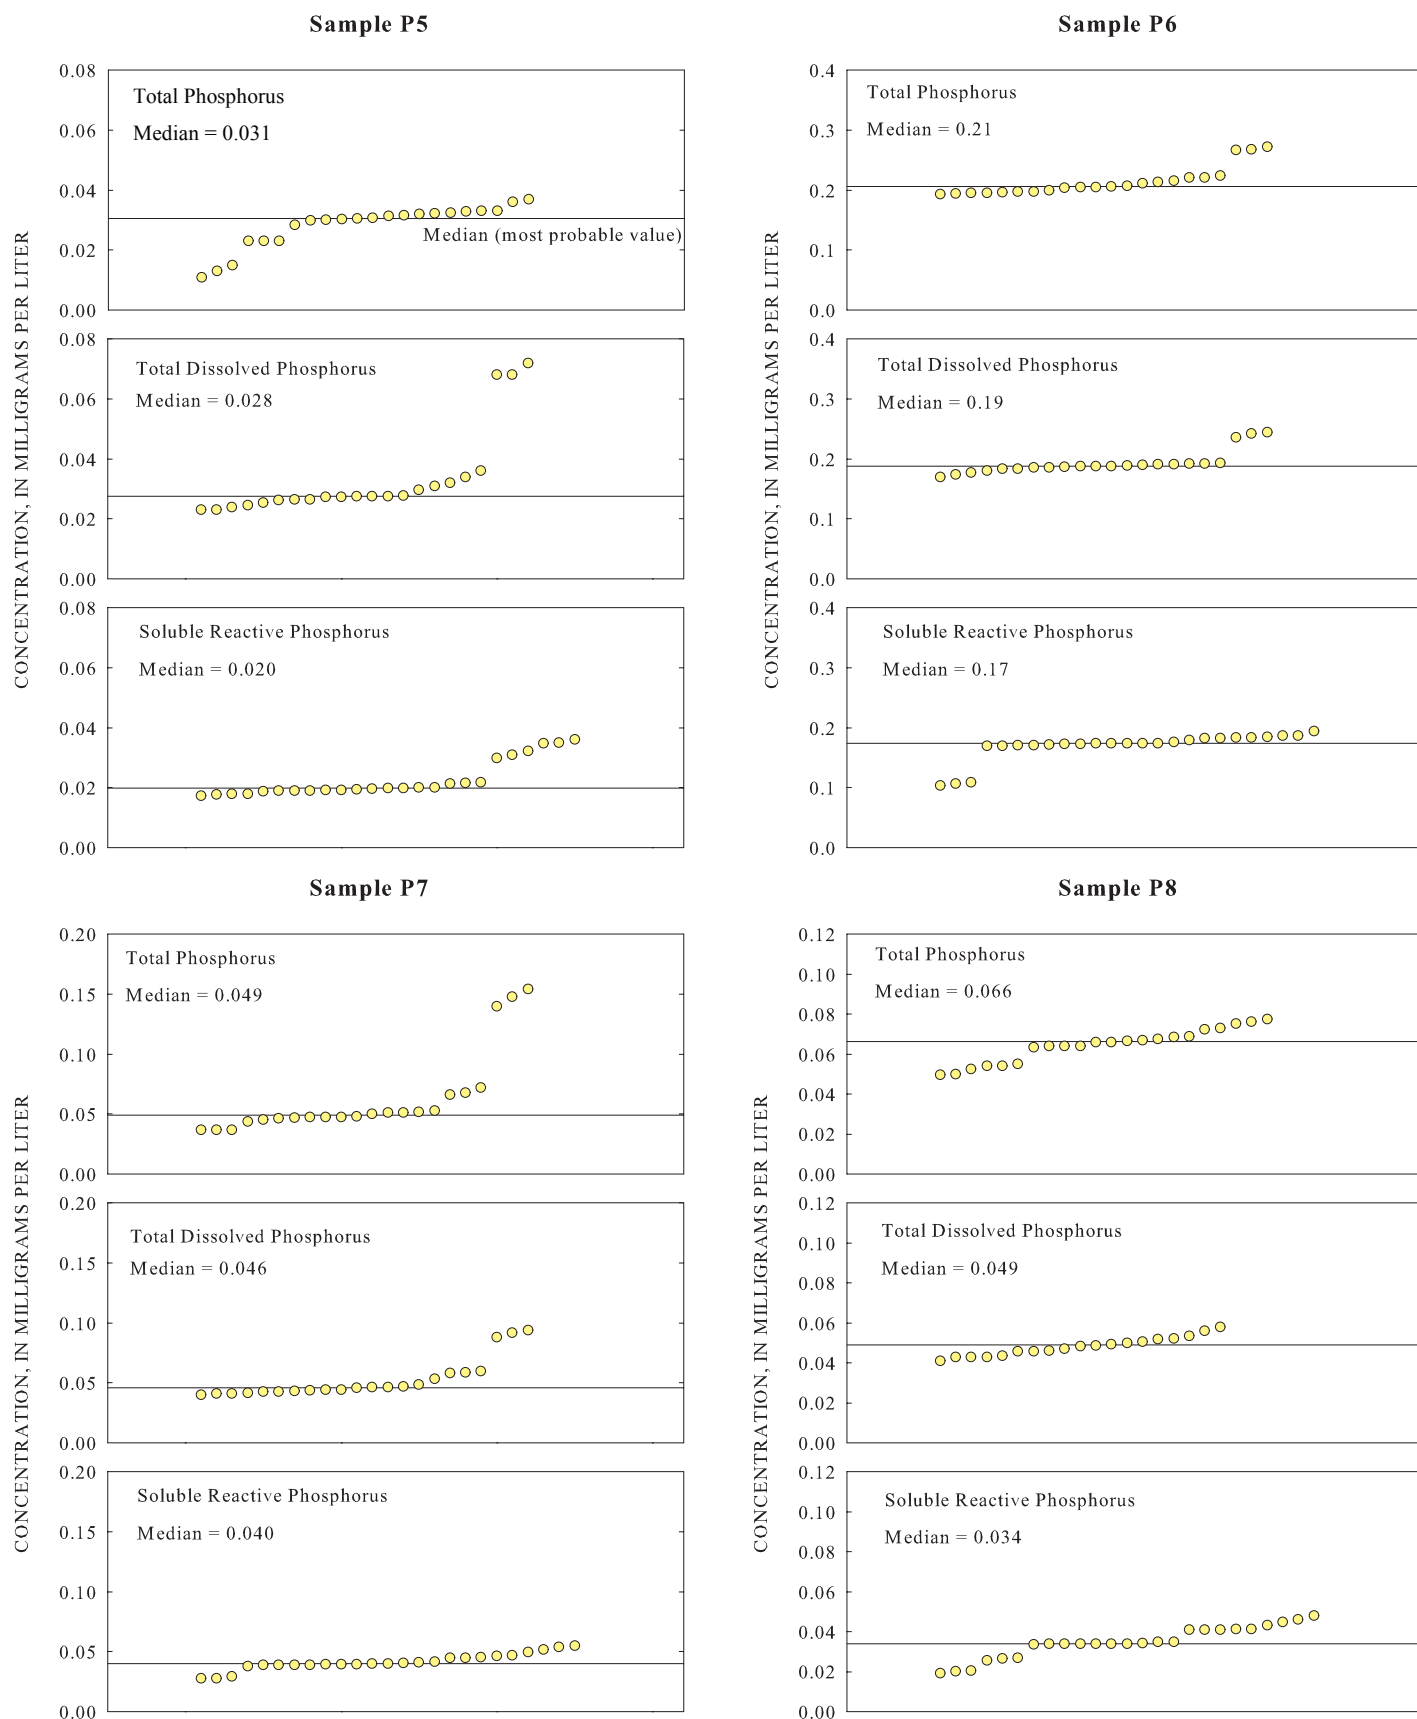 Sample P5
0.08
0.06
0.04
0.02
0.00
Total Phosphorus
Median = 0.031
Median (most probable value)
0.08
0.06
0.04
0.02
0.00
Total Dissolved Phosphorus
Median = 0.028
0.08
0.06
0.04
0.02
0.00
Soluble Reactive Phosphorus
Median = 0.020
CONCENTRATION, IN MILLIGRAMS PER LITER
Sample P6
0.4
0.3
0.2
0.1
0.0
Total Phosphorus
Median = 0.21
0.4
0.3
0.2
0.1
0.0
Total Dissolved Phosphorus
Median = 0.19
0.4
0.3
0.2
0.1
0.0
Soluble Reactive Phosphorus
Median = 0.17
CONCENTRATION, IN MILLIGRAMS PER LITER
Sample P7
0.20
0.15
0.10
0.05
0.00
Total Phosphorus
Median = 0.049
0.20
0.15
0.10
0.05
0.00
Total Dissolved Phosphorus
Median = 0.046
0.20
0.15
0.10
0.05
0.00
Soluble Reactive Phosphorus
Median = 0.040
CONCENTRATION, IN MILLIGRAMS PER LITER
Sample P8
0.12
0.10
0.08
0.06
0.04
0.02
0.00
Total Phosphorus
Median = 0.066
0.12
0.10
0.08
0.06
0.04
0.02
0.00
Total Dissolved Phosphorus
Median = 0.049
0.12
0.10
0.08
0.06
0.04
0.02
0.00
Soluble Reactive Phosphorus
Median = 0.034
CONCENTRATION, IN MILLIGRAMS PER LITER